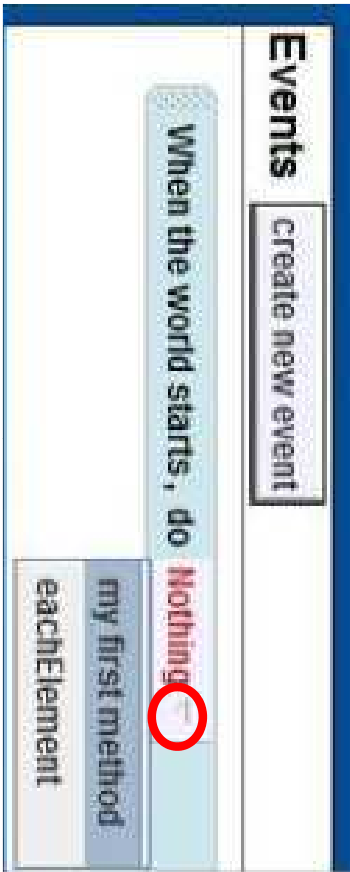 Events create new event
When the world starts, do Nothing
my first method
eachElement